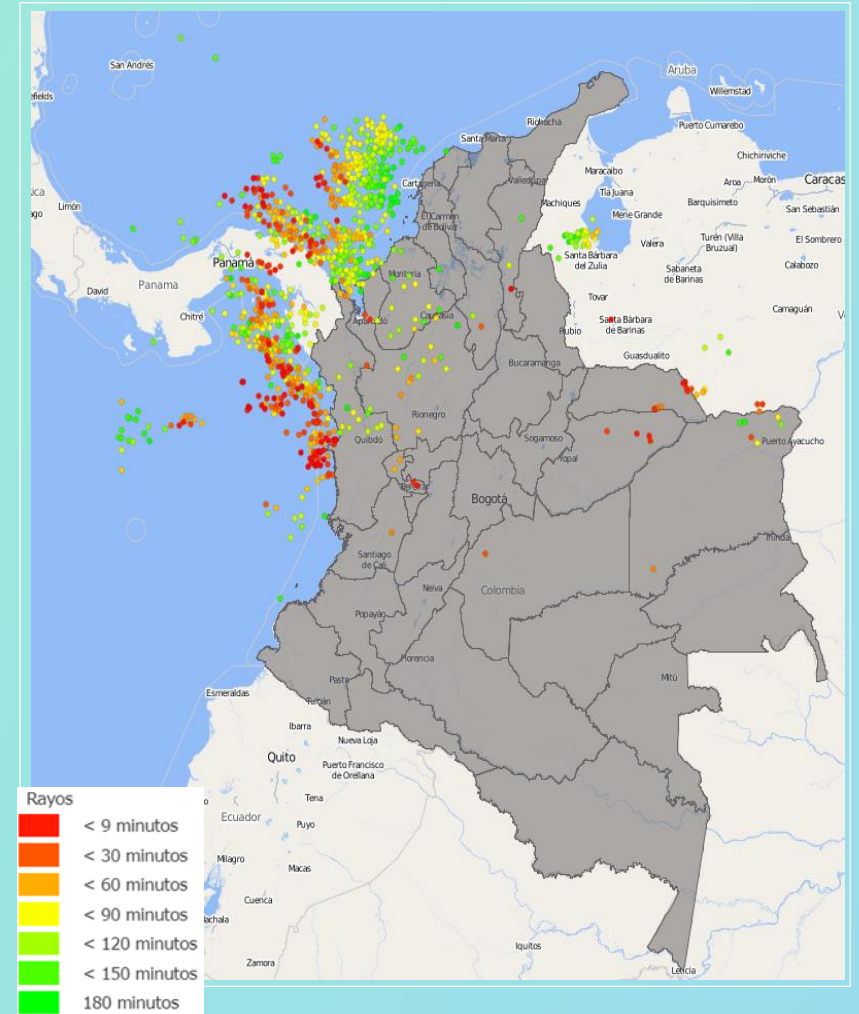 San Andrés
Aruba
Willemstad
Riohacha
Puerto Cumarebo
Santa Marta
Chichiriviche
Maracaibo
Cartagena
Valledupar
Caracas
Aroa
Morón
Tía Juana
Limón
Machiques
Barquisimeto
San Sebastián
Mene Grande
El Carmen
de Bolívar
Valera
Turén (Villa
Bruzual)
El Sombrero
Panamá
Santa Bárbara
del Zulia
Sabaneta
de Barinas
Calabozo
Montería
Panama
David
Tovar
Camaguán
Chitré
Apartadó
Caucasia
Rubio
Santa Bárbara
de Barinas
Guasdualito
Bucaramanga
Rionegro
Quibdó
Sogamoso
Puerto Ayacucho
Yopal
Pereira
Bogotá
Inírida
Santiago
de Cali
Neiva
Colombia
Popayán
Florencia
Mitú
Pasto
Esmeraldas
Tulcán
Ibarra
Nueva Loja
Quito
Puerto Francisco
de Orellana
Tena
Ecuador
Puyo
Milagro
Macas
Cuenca
Zamora
Iquitos
Leticia
Rayos
< 9 minutos
< 30 minutos
< 60 minutos
< 90 minutos
< 120 minutos
< 150 minutos
180 minutos